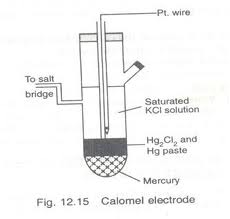 Pt. wire
To salt
bridge
Saturated
KCl solution
Hg₂Cl₂ and
Hg paste
Mercury
Fig. 12.15 Calomel electrode